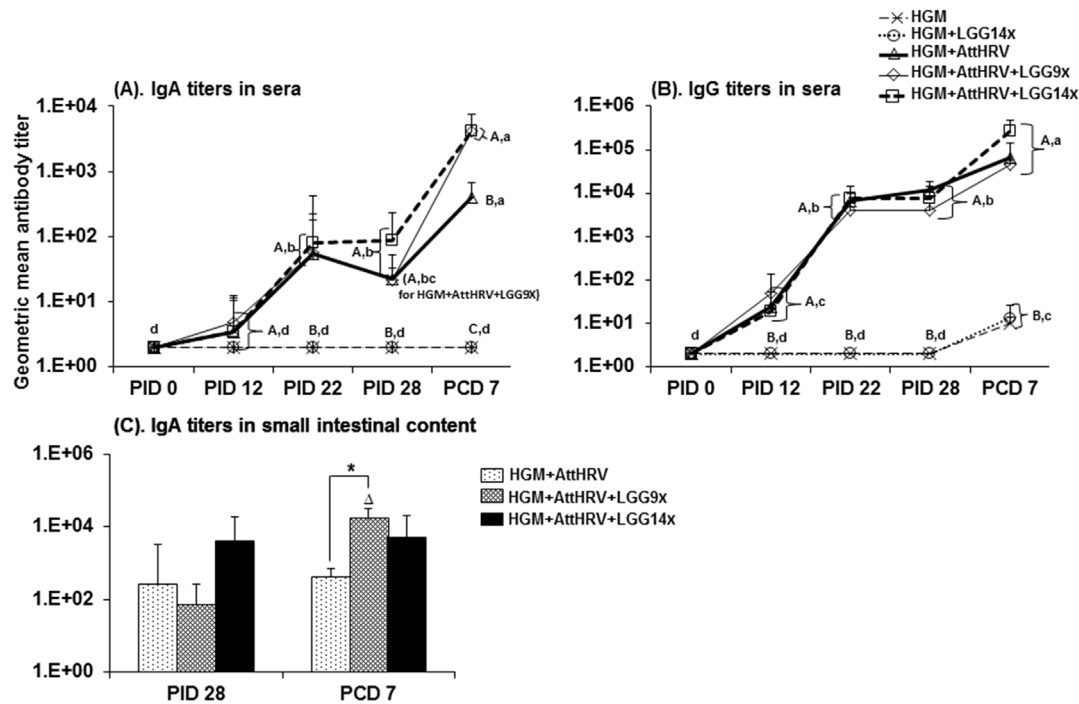 HGM
HGM+LGG14x
HGM+AttHRV
HGM+AttHRV+LGG9x
HGM+AttHRV+LGG14x
(A). IgA titers in sera
Geometric mean antibody titer
1.E+04
1.E+03
1.E+02
1.E+01
1.E+00
d
A,d
A,b
B,d
A,b
(A,bc
for HGM+AttHRV+LGG9X)
B,d
A,a
B,a
C,d
PID 0 PID 12 PID 22 PID 28 PCD 7
(B). IgG titers in sera
1.E+06
1.E+05
1.E+04
1.E+03
1.E+02
1.E+01
1.E+00
d
A,c
B,d
A,b
B,d
A,b
B,d
A,a
B,c
PID 0 PID 12 PID 22 PID 28 PCD 7
(C). IgA titers in small intestinal content
1.E+06
1.E+04
1.E+02
1.E+00
*
Δ
PID 28 PCD 7
HGM+AttHRV
HGM+AttHRV+LGG9x
HGM+AttHRV+LGG14x